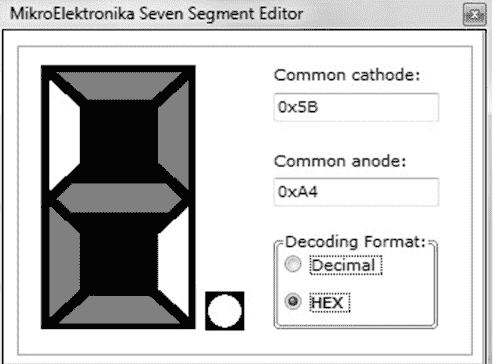 MikroElektronika Seven Segment Editor
Common cathode:
0x5B
Common anode:
0xA4
Decoding Format:
Decimal
HEX